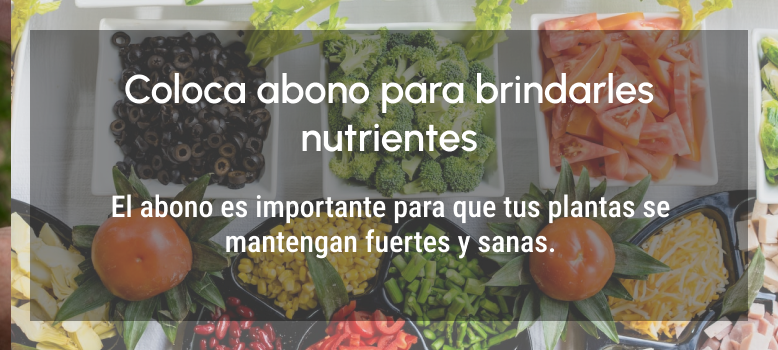 Coloca abono para brindarles
nutrientes
El abono es importante para que tus plantas se
mantengan fuertes y sanas.